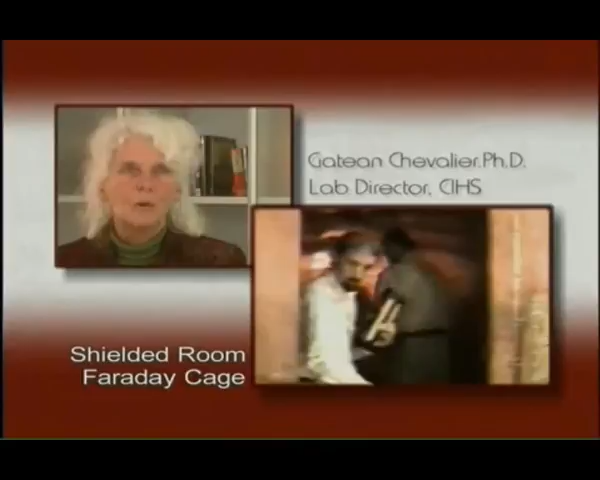 Gatean Chevalier, Ph.D.
Lab Director, CIHS
Shielded Room
Faraday Cage